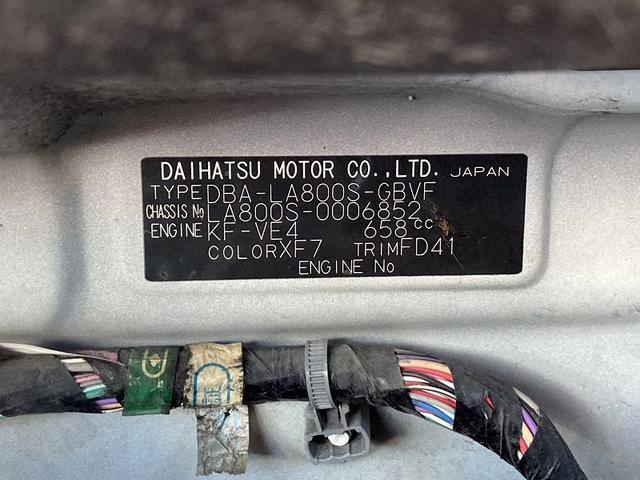 DAIHATSU MOTOR CO.,LTD. JAPAN
TYPE DBA-LA800S-GBVF
CHASSIS No LA800S-0006852
ENGINE KF-VE4 658cc
COLOR XF7 TRIM FD41
ENGINE No